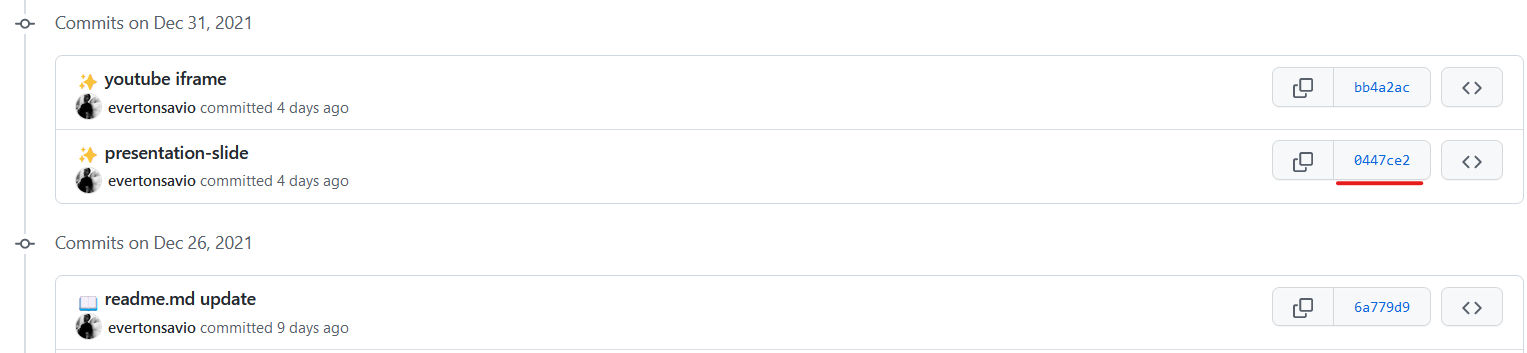 Commits on Dec 31, 2021
youtube iframe
evertonsavio committed 4 days ago
bb4a2ac
presentation-slide
evertonsavio committed 4 days ago
0447ce2
Commits on Dec 26, 2021
readme.md update
evertonsavio committed 9 days ago
6a779d9